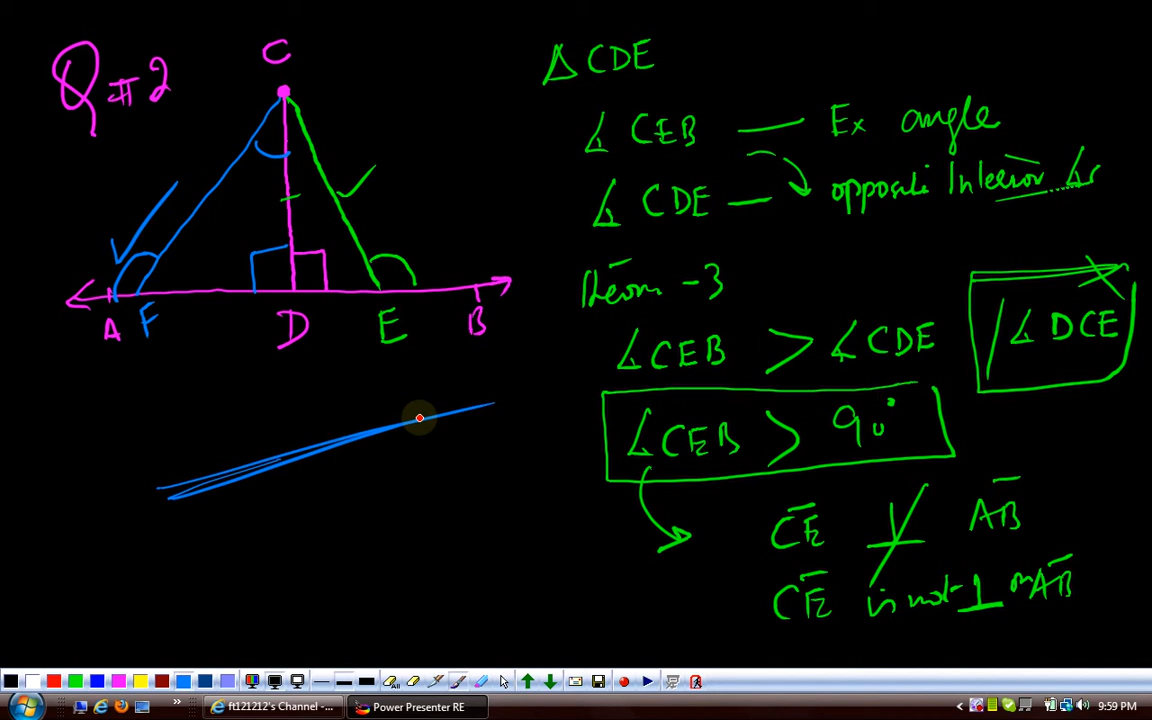 Q # 2
C
A F D E B
Δ CDE
∡ CEB — Ex angle
∡ CDE — opposite Interior ∡s
Theorm - 3
∡CEB > ∡CDE
∡ DCE
∡CEB > 90°
CE ⊥̸ AB
CE is not ⊥ on AB
ft121212's Channel - ...
Power Presenter RE
9:59 PM